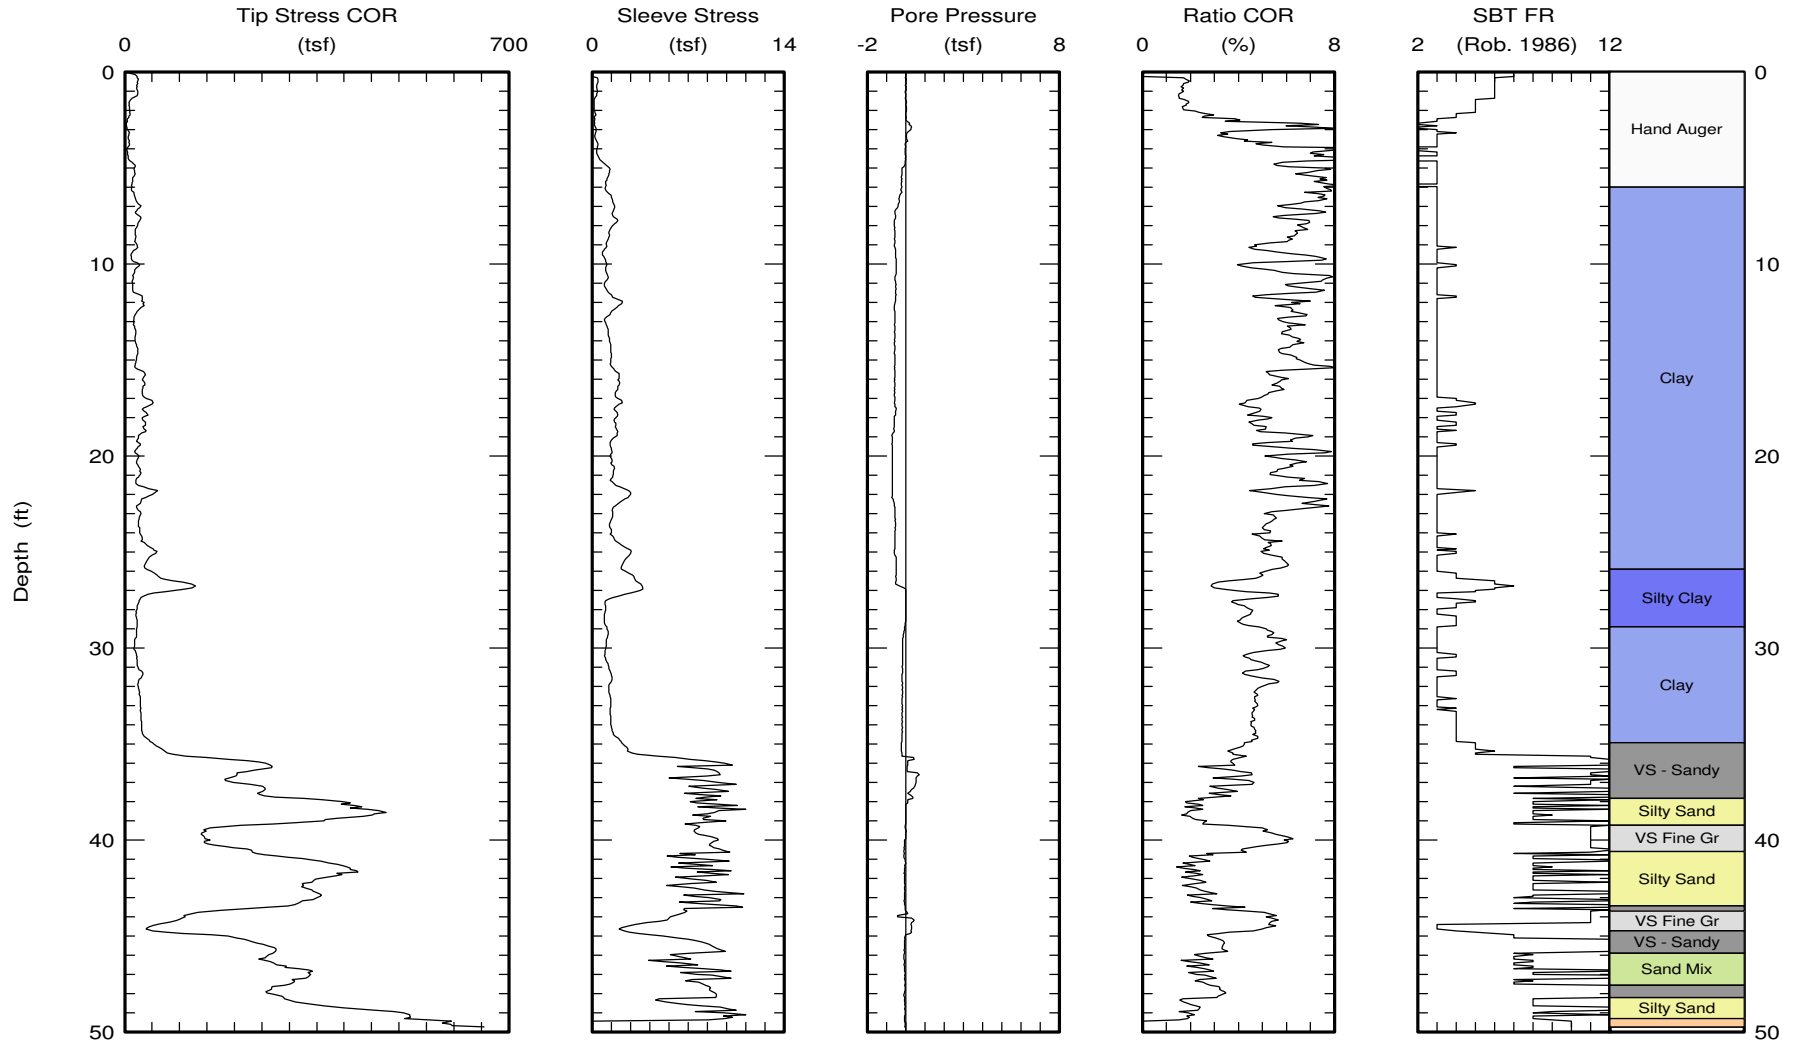 Tip Stress COR
Sleeve Stress
Pore Pressure
Ratio COR
SBT FR
0 (tsf) 700
0 (tsf) 14
-2 (tsf) 8
0 (%) 8
2 (Rob. 1986) 12
0 0
Hand Auger
10 10
Clay
20 20
Depth (ft)
Silty Clay
30 30
Clay
VS - Sandy
Silty Sand
40 VS Fine Gr 40
Silty Sand
VS Fine Gr
VS - Sandy
Sand Mix
Silty Sand
50 50